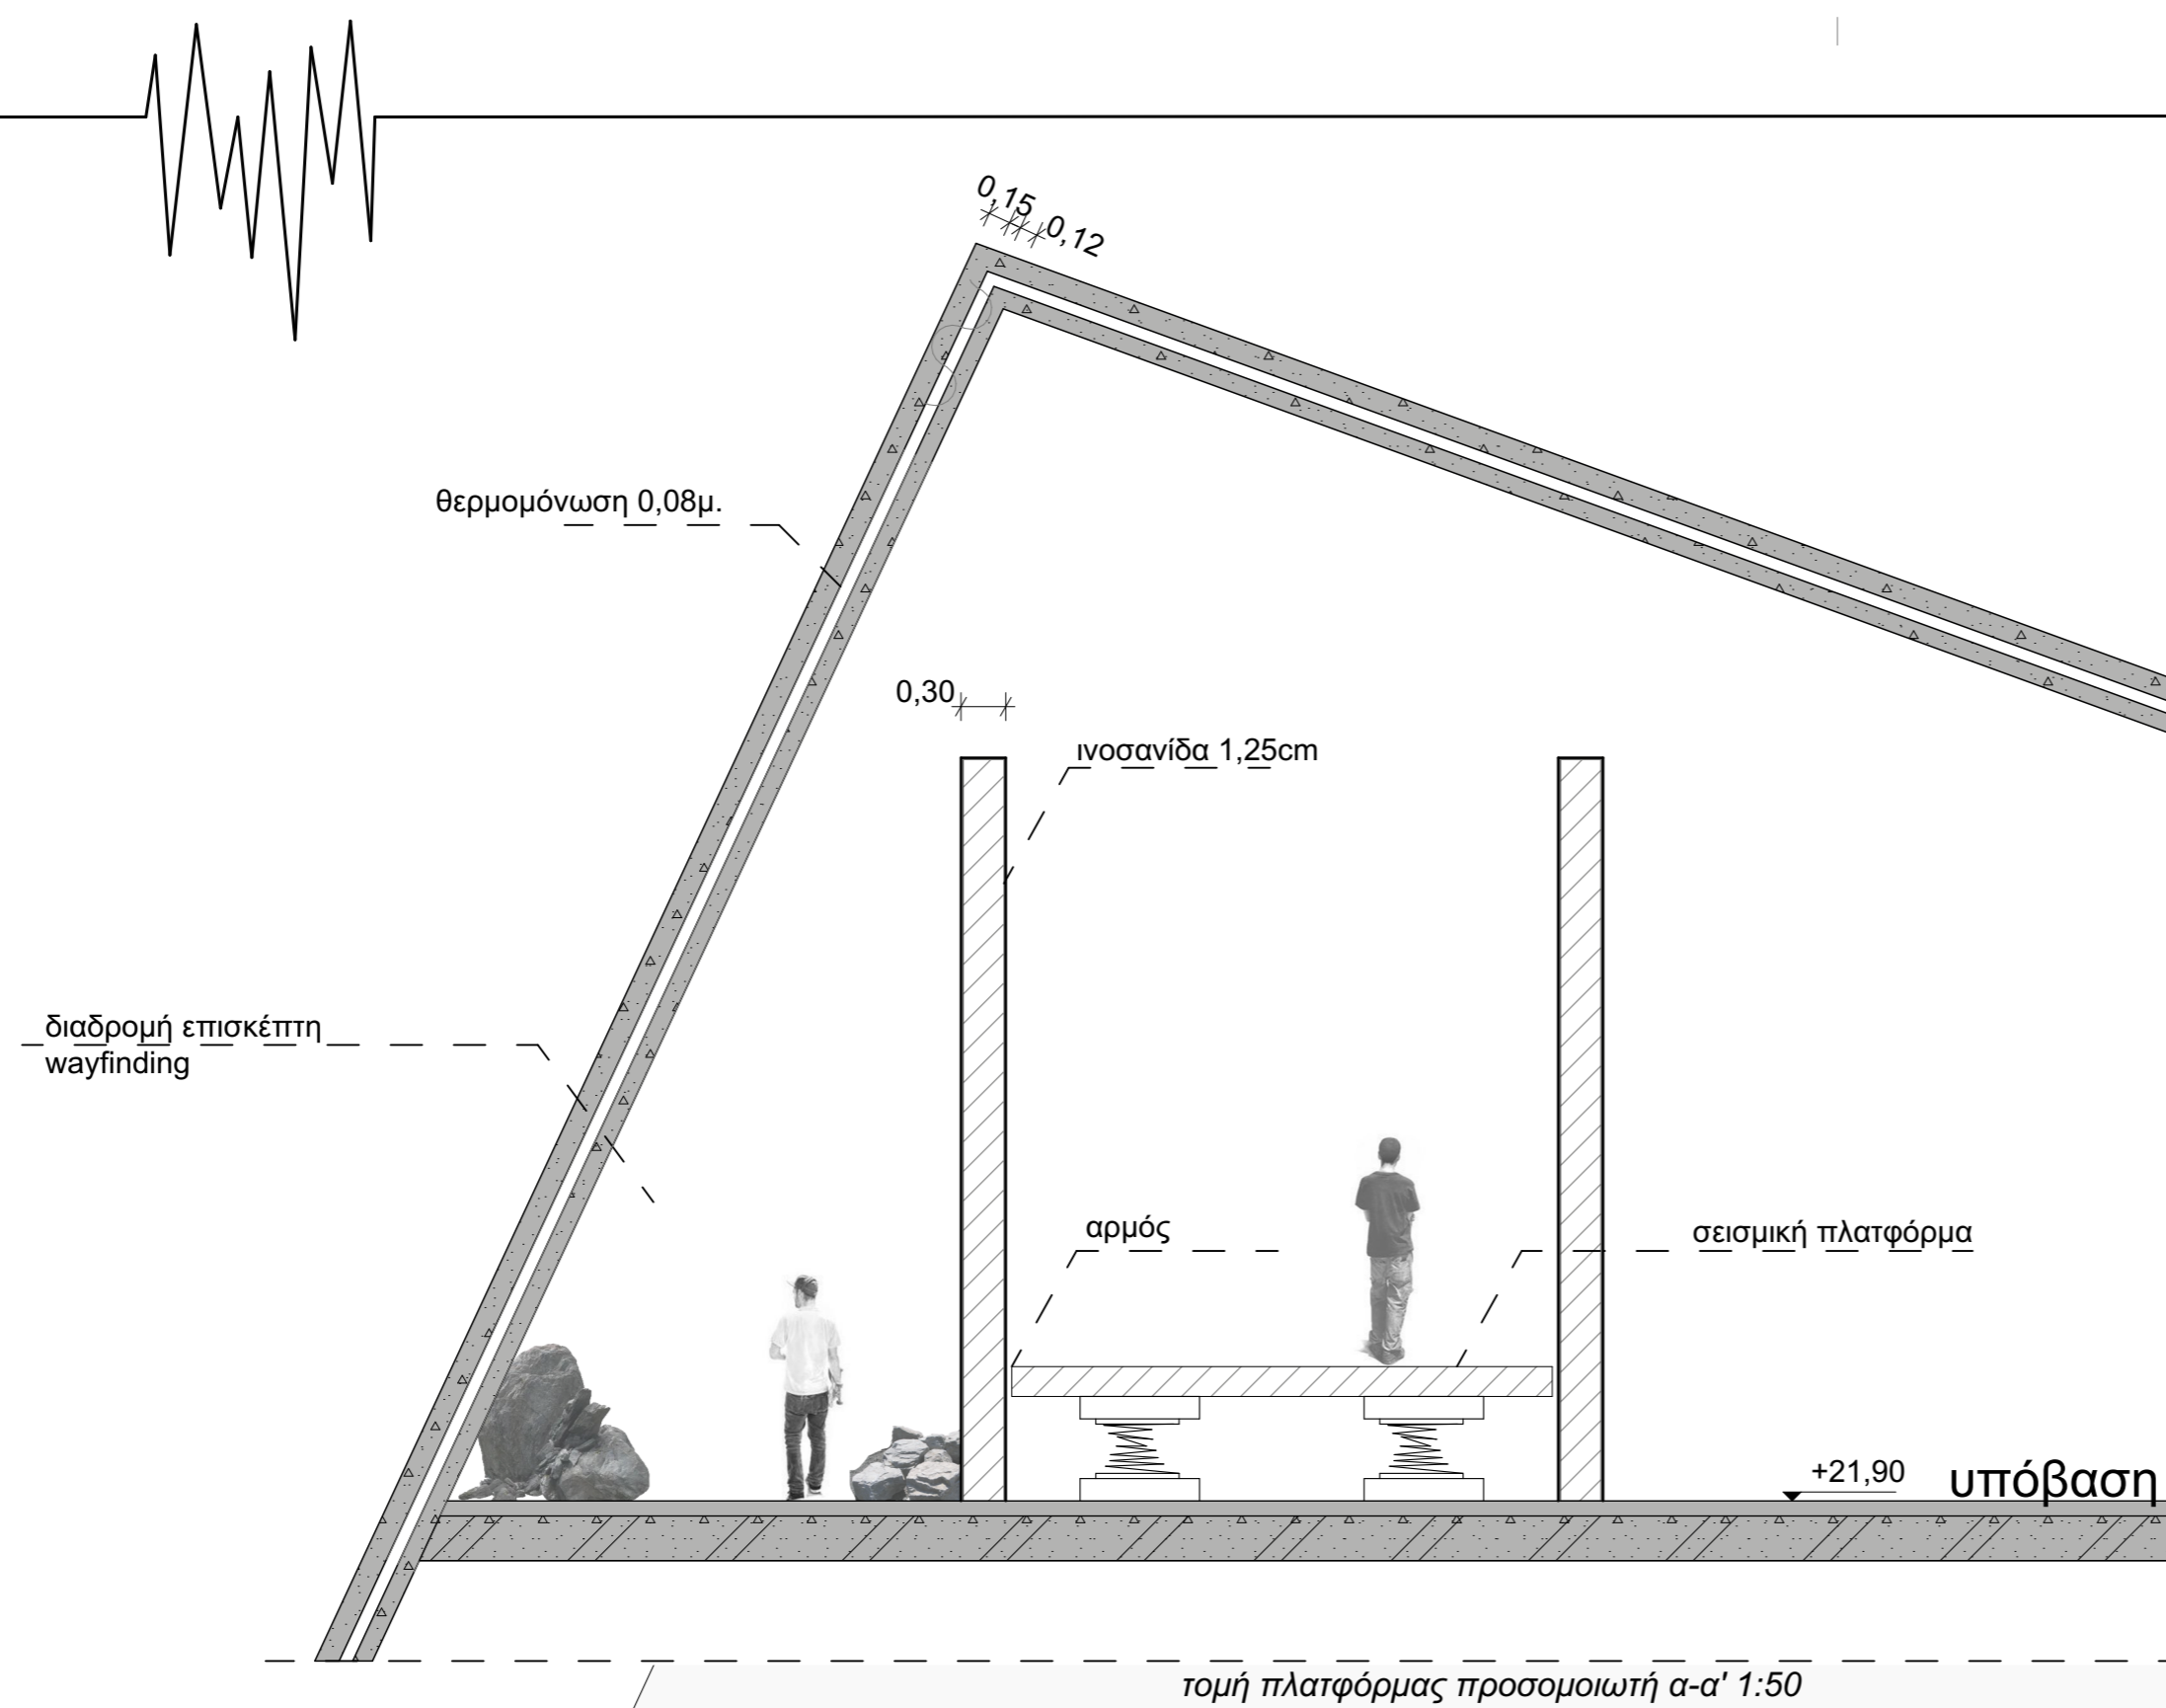 0,15
0,12
θερμομόνωση 0,08μ.
0,30
ινοσανίδα 1,25cm
διαδρομή επισκέπτη
wayfinding
αρμός
σεισμική πλατφόρμα
+21,90
υπόβαση
τομή πλατφόρμας προσομοιωτή α-α' 1:50